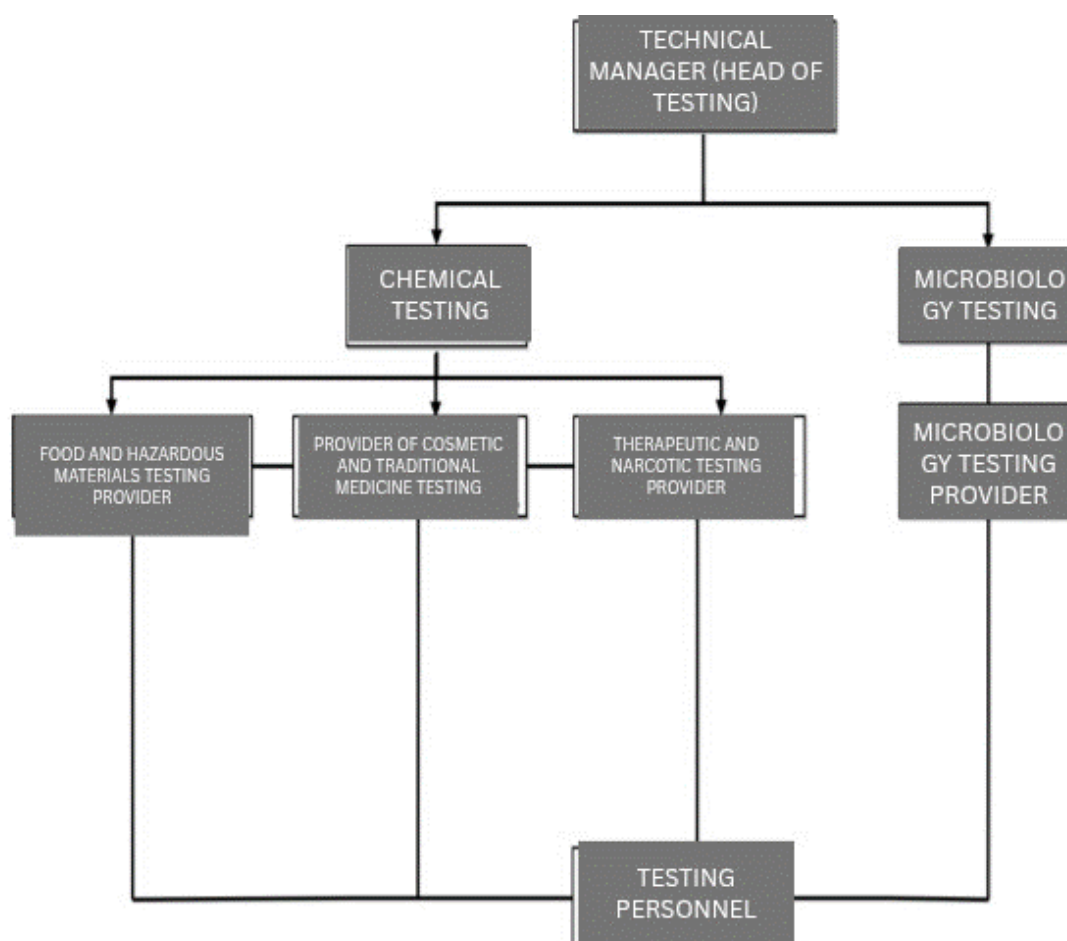 TECHNICAL
MANAGER (HEAD OF
TESTING)
CHEMICAL
TESTING
MICROBIOLO
GY TESTING
FOOD AND HAZARDOUS
MATERIALS TESTING
PROVIDER
PROVIDER OF COSMETIC
AND TRADITIONAL
MEDICINE TESTING
THERAPEUTIC AND
NARCOTIC TESTING
PROVIDER
MICROBIOLO
GY TESTING
PROVIDER
TESTING
PERSONNEL